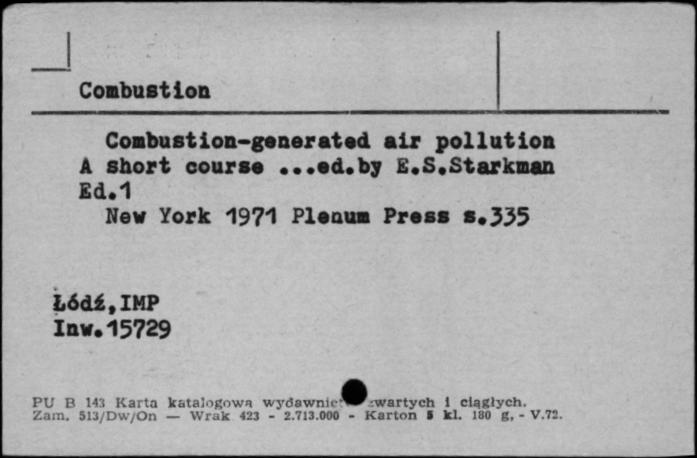 Combustion
Combustion-generated air pollution
A short course ...ed.by E.S.Starkman
Ed.1
New York 1971 Plenum Press s.335
Łódź,IMP
Inw.15729
PU B 143 Karta katalogowa zwartych i ciągłych.
Zam. 513/Dw/On — Wrak 423 - 2.713.000 - Karton 5 kl. 180 g, - V.72.